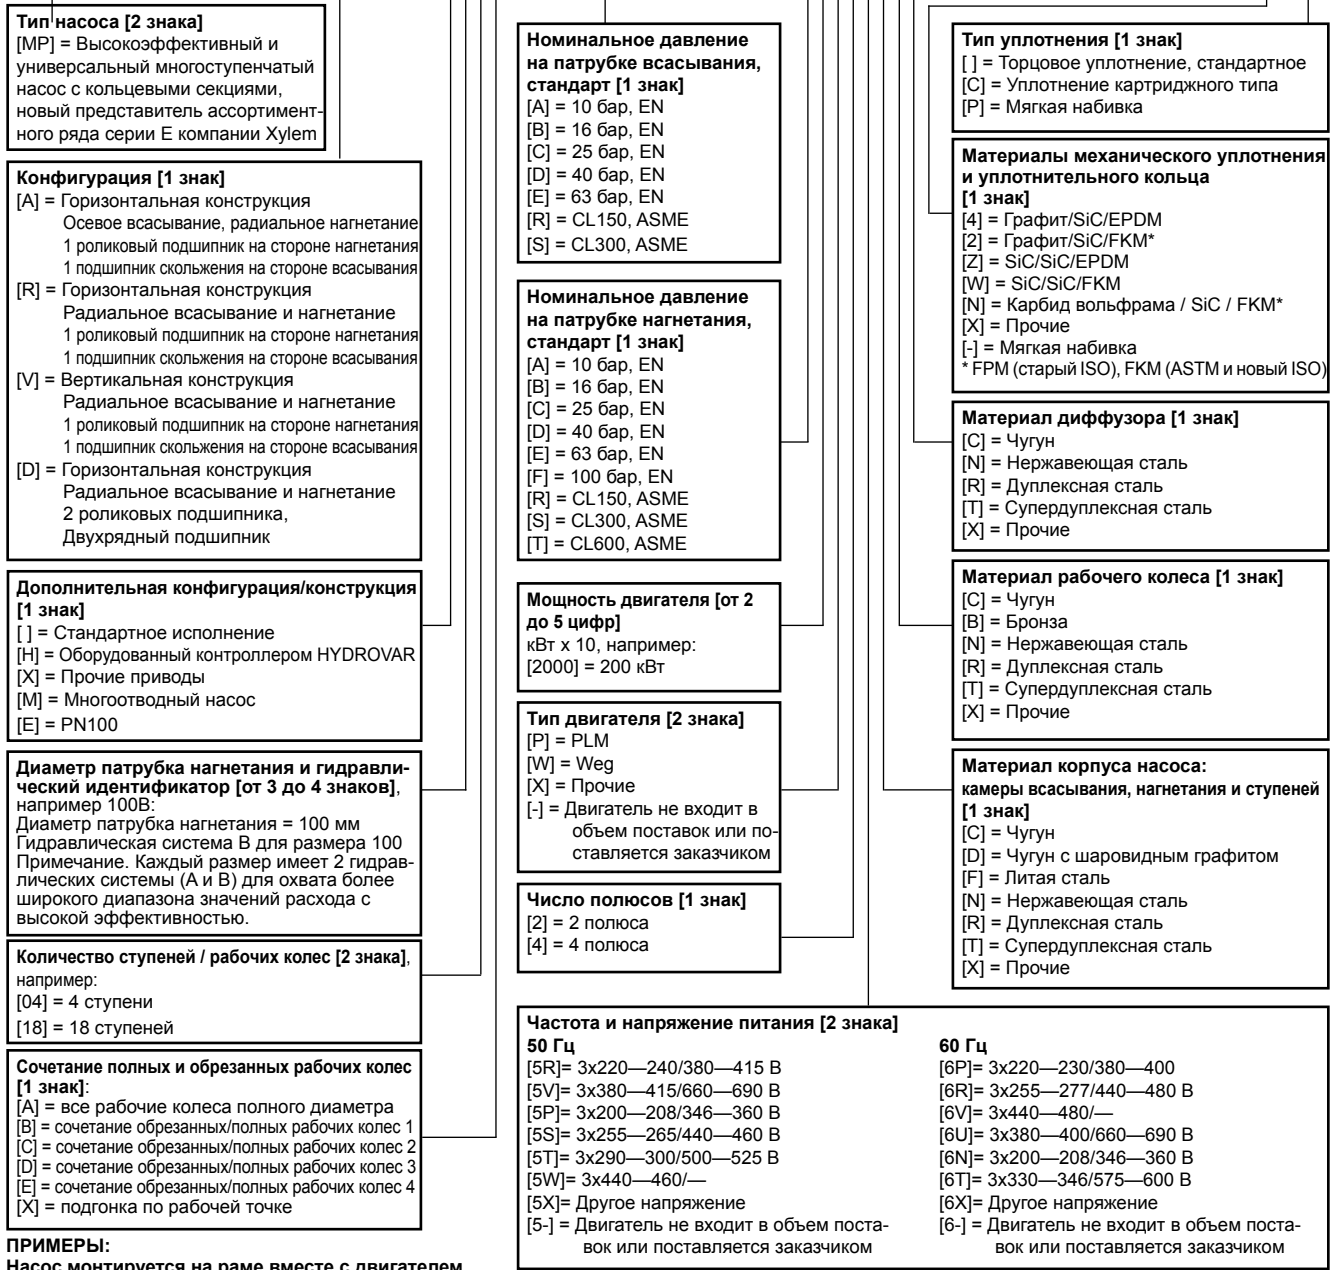 Тип насоса [2 знака]
[MP] = Высокоэффективный и
универсальный многоступенчатый
насос с кольцевыми секциями,
новый представитель ассортимент-
ного ряда серии E компании Xylem
Конфигурация [1 знак]
[A] = Горизонтальная конструкция
Осевое всасывание, радиальное нагнетание
1 роликовый подшипник на стороне нагнетания
1 подшипник скольжения на стороне всасывания
[R] = Горизонтальная конструкция
Радиальное всасывание и нагнетание
1 роликовый подшипник на стороне нагнетания
1 подшипник скольжения на стороне всасывания
[V] = Вертикальная конструкция
Радиальное всасывание и нагнетание
1 роликовый подшипник на стороне нагнетания
1 подшипник скольжения на стороне всасывания
[D] = Горизонтальная конструкция
Радиальное всасывание и нагнетание
2 роликовых подшипника,
Двухрядный подшипник
Дополнительная конфигурация/конструкция
[1 знак]
[ ] = Стандартное исполнение
[H] = Оборудованный контроллером HYDROVAR
[X] = Прочие приводы
[M] = Многоотводный насос
[E] = PN100
Диаметр патрубка нагнетания и гидравли-
ческий идентификатор [от 3 до 4 знаков],
например 100В:
Диаметр патрубка нагнетания = 100 мм
Гидравлическая система B для размера 100
Примечание. Каждый размер имеет 2 гидрав-
лических системы (A и B) для охвата более
широкого диапазона значений расхода с
высокой эффективностью.
Количество ступеней / рабочих колес [2 знака],
например:
[04] = 4 ступени
[18] = 18 ступеней
Сочетание полных и обрезанных рабочих колес
[1 знак]:
[A] = все рабочие колеса полного диаметра
[B] = сочетание обрезанных/полных рабочих колес 1
[C] = сочетание обрезанных/полных рабочих колес 2
[D] = сочетание обрезанных/полных рабочих колес 3
[E] = сочетание обрезанных/полных рабочих колес 4
[X] = подгонка по рабочей точке
ПРИМЕРЫ:
Насос монтируется на раме вместе с двигателем
Номинальное давление
на патрубке всасывания,
стандарт [1 знак]
[A] = 10 бар, EN
[B] = 16 бар, EN
[C] = 25 бар, EN
[D] = 40 бар, EN
[E] = 63 бар, EN
[R] = CL150, ASME
[S] = CL300, ASME
Номинальное давление
на патрубке нагнетания,
стандарт [1 знак]
[A] = 10 бар, EN
[B] = 16 бар, EN
[C] = 25 бар, EN
[D] = 40 бар, EN
[E] = 63 бар, EN
[F] = 100 бар, EN
[R] = CL150, ASME
[S] = CL300, ASME
[T] = CL600, ASME
Мощность двигателя [от 2
до 5 цифр]
кВт x 10, например:
[2000] = 200 кВт
Тип двигателя [2 знака]
[P] = PLM
[W] = Weg
[X] = Прочие
[-] = Двигатель не входит в
объем поставок или по-
ставляется заказчиком
Число полюсов [1 знак]
[2] = 2 полюса
[4] = 4 полюса
Частота и напряжение питания [2 знака]
50 Гц
[5R]= 3x220—240/380—415 В
[5V]= 3x380—415/660—690 В
[5P]= 3x200—208/346—360 В
[5S]= 3x255—265/440—460 В
[5T]= 3x290—300/500—525 В
[5W]= 3x440—460/—
[5X]= Другое напряжение
[5-] = Двигатель не входит в объем поста-
вок или поставляется заказчиком
60 Гц
[6P]= 3x220—230/380—400
[6R]= 3x255—277/440—480 В
[6V]= 3x440—480/—
[6U]= 3x380—400/660—690 В
[6N]= 3x200—208/346—360 В
[6T]= 3x330—346/575—600 В
[6X]= Другое напряжение
[6-] = Двигатель не входит в объем поста-
вок или поставляется заказчиком
Тип уплотнения [1 знак]
[ ] = Торцовое уплотнение, стандартное
[C] = Уплотнение картриджного типа
[P] = Мягкая набивка
Материалы механического уплотнения
и уплотнительного кольца
[1 знак]
[4] = Графит/SiC/EPDM
[2] = Графит/SiC/FKM*
[Z] = SiC/SiC/EPDM
[W] = SiC/SiC/FKM
[N] = Карбид вольфрама / SiC / FKM*
[X] = Прочие
[-] = Мягкая набивка
* FPM (старый ISO), FKM (ASTM и новый ISO)
Материал диффузора [1 знак]
[C] = Чугун
[N] = Нержавеющая сталь
[R] = Дуплексная сталь
[T] = Супердуплексная сталь
[X] = Прочие
Материал рабочего колеса [1 знак]
[C] = Чугун
[B] = Бронза
[N] = Нержавеющая сталь
[R] = Дуплексная сталь
[T] = Супердуплексная сталь
[X] = Прочие
Материал корпуса насоса:
камеры всасывания, нагнетания и ступеней
[1 знак]
[C] = Чугун
[D] = Чугун с шаровидным графитом
[F] = Литая сталь
[N] = Нержавеющая сталь
[R] = Дуплексная сталь
[T] = Супердуплексная сталь
[X] = Прочие